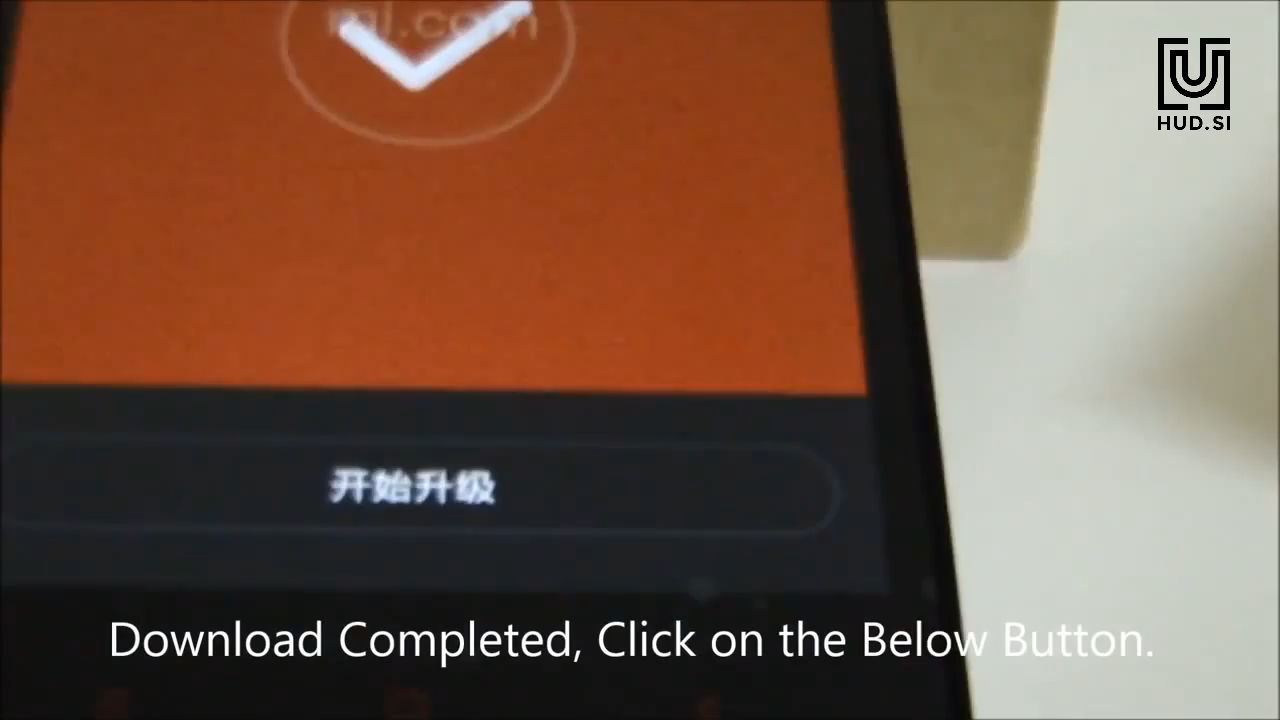 mi.com
HUD.SI
开始升级
Download Completed, Click on the Below Button.